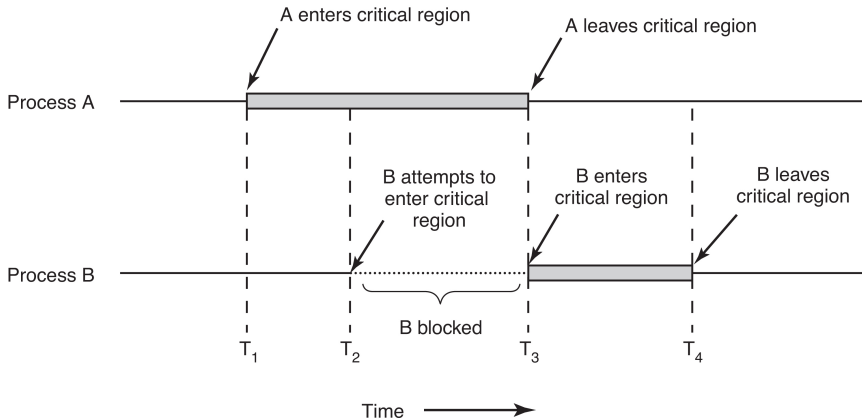 A enters critical region
A leaves critical region
Process A
B attempts to
enter critical
region
B enters
critical region
B leaves
critical region
Process B
B blocked
T₁
T₂
T₃
T₄
Time